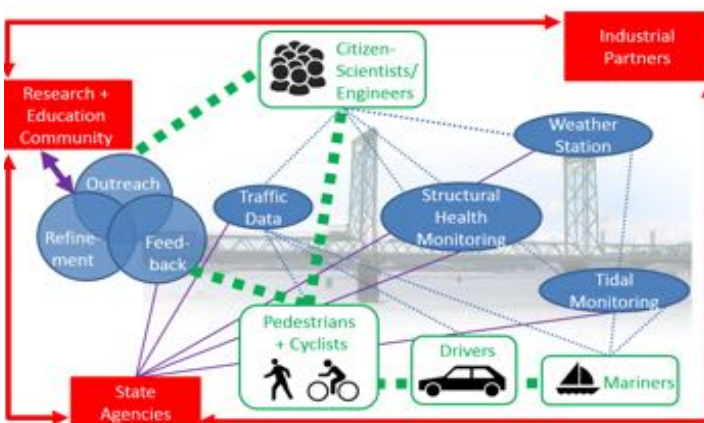 Citizen-
Scientists/
Engineers
Industrial
Partners
Research +
Education
Community
Weather
Station
Outreach
Traffic
Data
Structural
Health
Monitoring
Refine-
ment
Feed-
back
Tidal
Monitoring
Pedestrians
+ Cyclists
Drivers
Mariners
State
Agencies